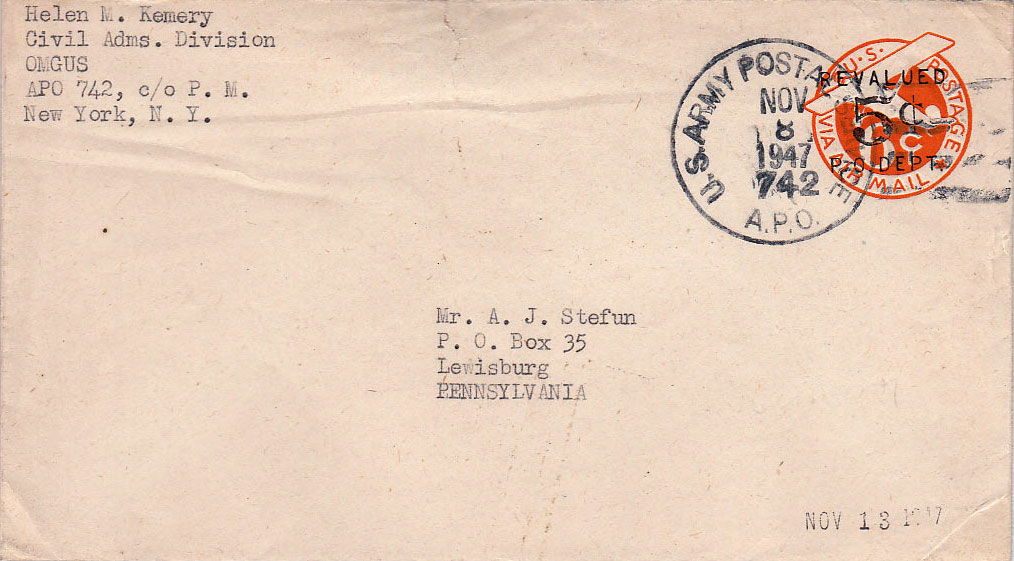 Helen M. Kemery
Civil Adms. Division
OMGUS
APO 742, c/o P. M.
New York, N. Y.
U.S. ARMY POSTAL
NOV
8
1947
742
A.P.O.
U.S. POSTAGE
VIA AIR MAIL
REVALUED
5¢
P.O. DEPT.
Mr. A. J. Stefun
P. O. Box 35
Lewisburg
PENNSYLVANIA
NOV 13 1947